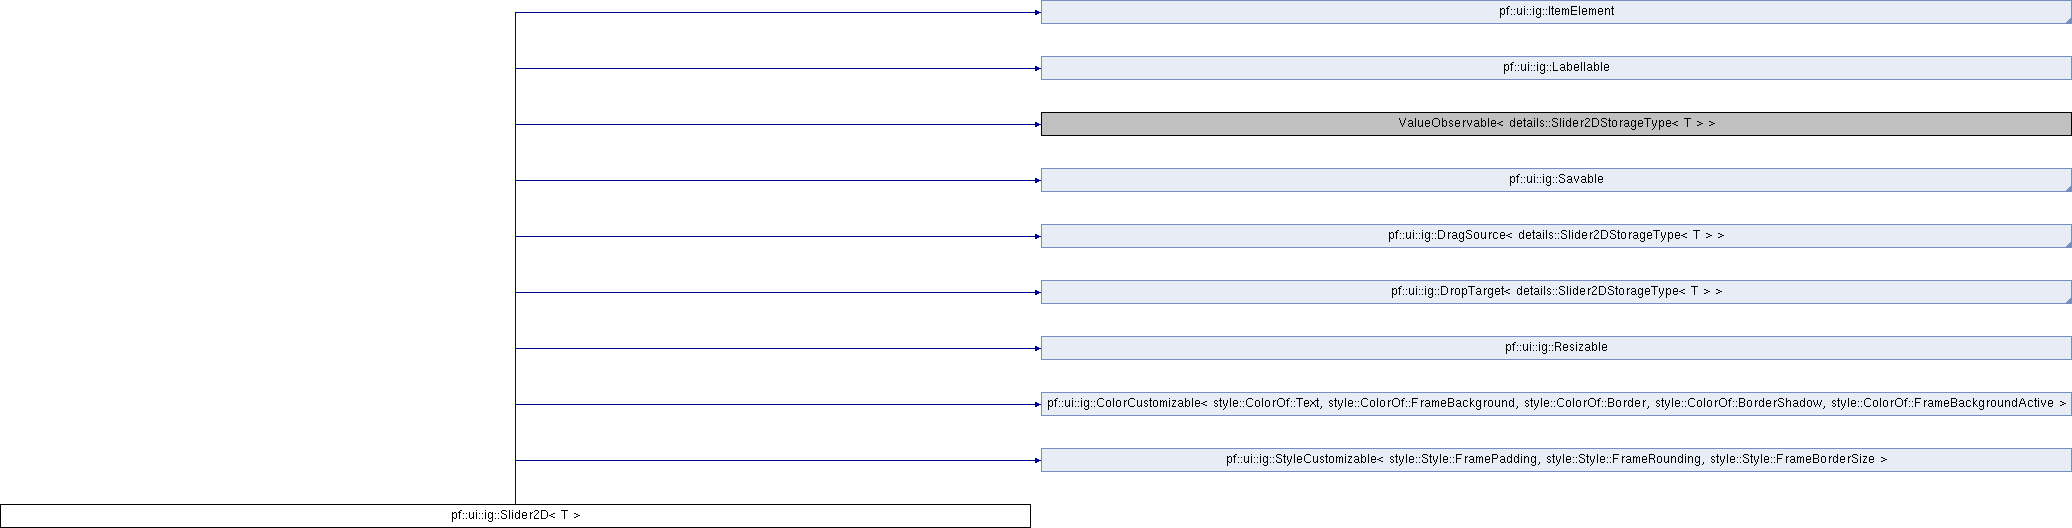 pf::ui::ig::ItemElement
pf::ui::ig::Labellable
ValueObservable< details::Slider2DStorageType< T > >
pf::ui::ig::Savable
pf::ui::ig::DragSource< details::Slider2DStorageType< T > >
pf::ui::ig::DropTarget< details::Slider2DStorageType< T > >
pf::ui::ig::Resizable
pf::ui::ig::ColorCustomizable< style::ColorOf::Text, style::ColorOf::FrameBackground, style::ColorOf::Border, style::ColorOf::BorderShadow, style::ColorOf::FrameBackgroundActive >
pf::ui::ig::StyleCustomizable< style::Style::FramePadding, style::Style::FrameRounding, style::Style::FrameBorderSize >
pf::ui::ig::Slider2D< T >